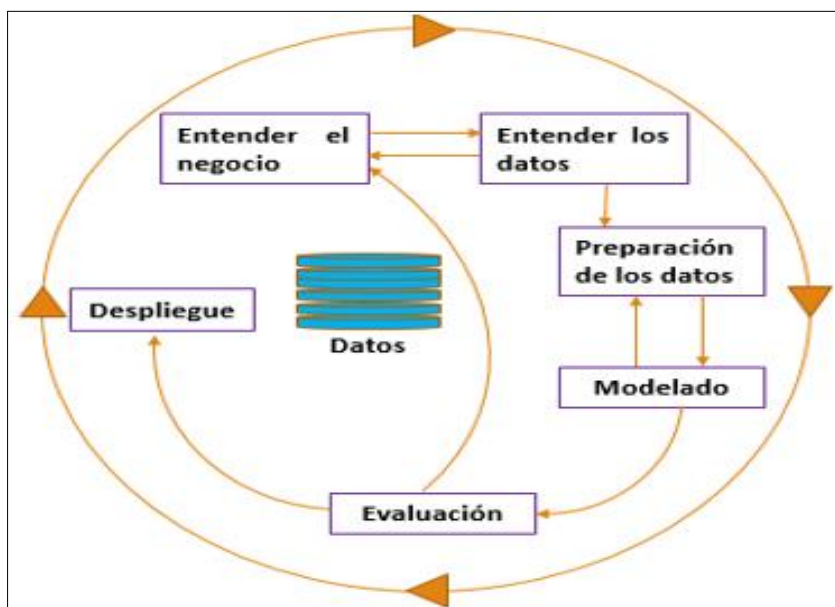 Entender el
negocio
Entender los
datos
Preparación
de los datos
Despliegue
Datos
Modelado
Evaluación